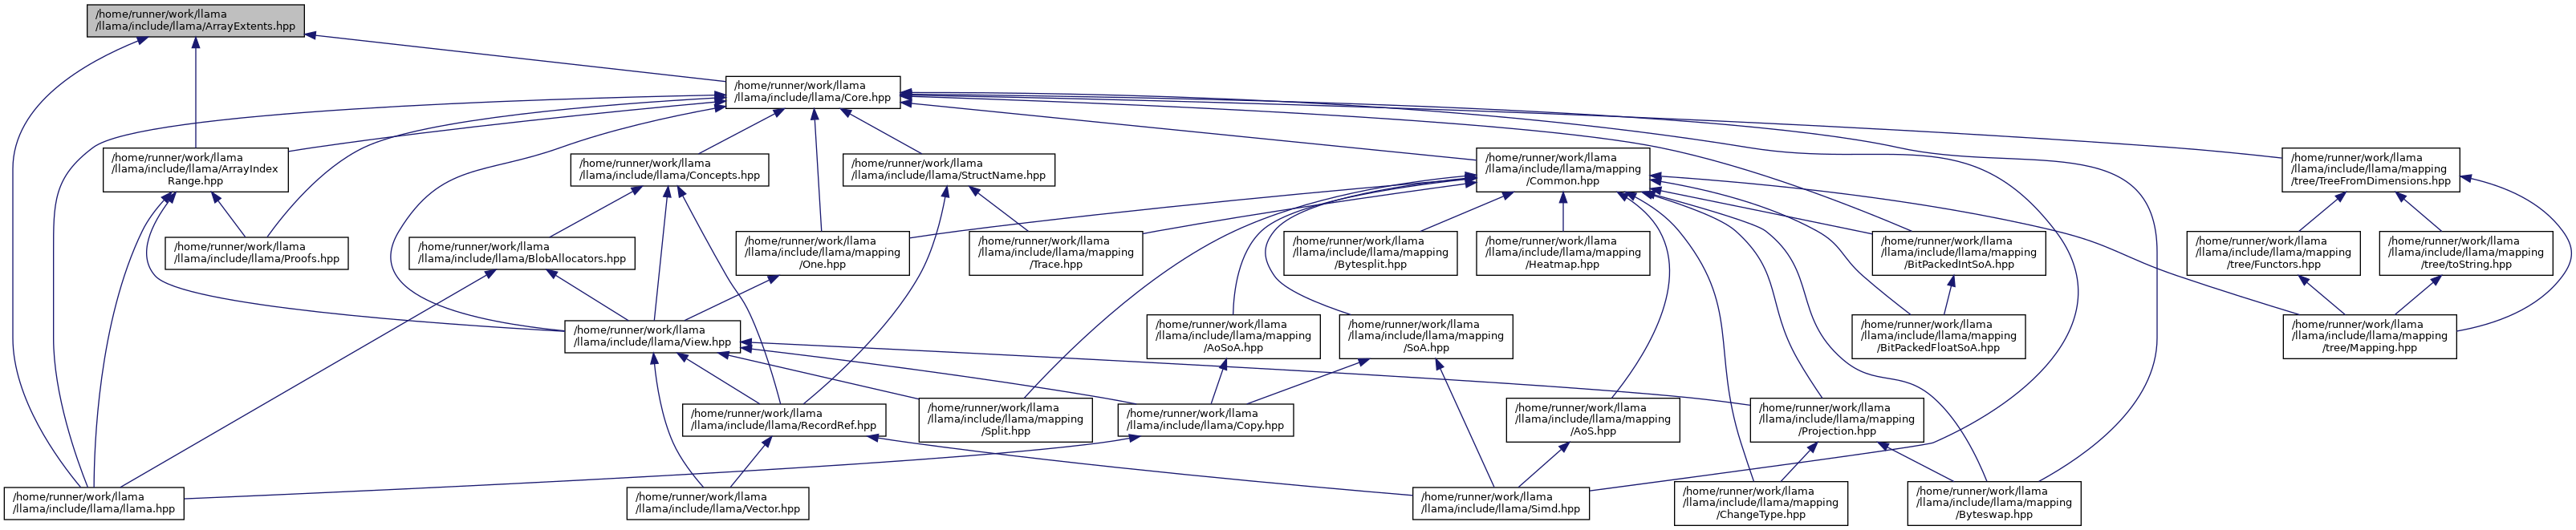 /home/runner/work/llama
/llama/include/llama/ArrayExtents.hpp
/home/runner/work/llama
/llama/include/llama/Core.hpp
/home/runner/work/llama
/llama/include/llama/ArrayIndex
Range.hpp
/home/runner/work/llama
/llama/include/llama/Concepts.hpp
/home/runner/work/llama
/llama/include/llama/StructName.hpp
/home/runner/work/llama
/llama/include/llama/mapping
/Common.hpp
/home/runner/work/llama
/llama/include/llama/mapping
/tree/TreeFromDimensions.hpp
/home/runner/work/llama
/llama/include/llama/Proofs.hpp
/home/runner/work/llama
/llama/include/llama/BlobAllocators.hpp
/home/runner/work/llama
/llama/include/llama/mapping
/One.hpp
/home/runner/work/llama
/llama/include/llama/mapping
/Trace.hpp
/home/runner/work/llama
/llama/include/llama/mapping
/Bytesplit.hpp
/home/runner/work/llama
/llama/include/llama/mapping
/Heatmap.hpp
/home/runner/work/llama
/llama/include/llama/mapping
/BitPackedIntSoA.hpp
/home/runner/work/llama
/llama/include/llama/mapping
/tree/Functors.hpp
/home/runner/work/llama
/llama/include/llama/mapping
/tree/toString.hpp
/home/runner/work/llama
/llama/include/llama/View.hpp
/home/runner/work/llama
/llama/include/llama/mapping
/AoSoA.hpp
/home/runner/work/llama
/llama/include/llama/mapping
/SoA.hpp
/home/runner/work/llama
/llama/include/llama/mapping
/BitPackedFloatSoA.hpp
/home/runner/work/llama
/llama/include/llama/mapping
/tree/Mapping.hpp
/home/runner/work/llama
/llama/include/llama/RecordRef.hpp
/home/runner/work/llama
/llama/include/llama/mapping
/Split.hpp
/home/runner/work/llama
/llama/include/llama/Copy.hpp
/home/runner/work/llama
/llama/include/llama/mapping
/AoS.hpp
/home/runner/work/llama
/llama/include/llama/mapping
/Projection.hpp
/home/runner/work/llama
/llama/include/llama/llama.hpp
/home/runner/work/llama
/llama/include/llama/Vector.hpp
/home/runner/work/llama
/llama/include/llama/Simd.hpp
/home/runner/work/llama
/llama/include/llama/mapping
/ChangeType.hpp
/home/runner/work/llama
/llama/include/llama/mapping
/Byteswap.hpp